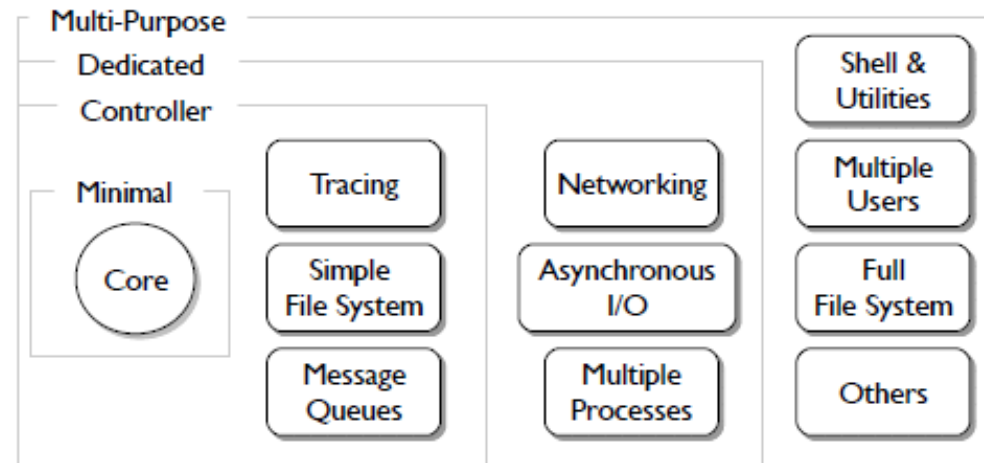 Multi-Purpose
Dedicated
Controller
Minimal
Core
Tracing
Simple
File System
Message
Queues
Networking
Asynchronous
I/O
Multiple
Processes
Shell &
Utilities
Multiple
Users
Full
File System
Others